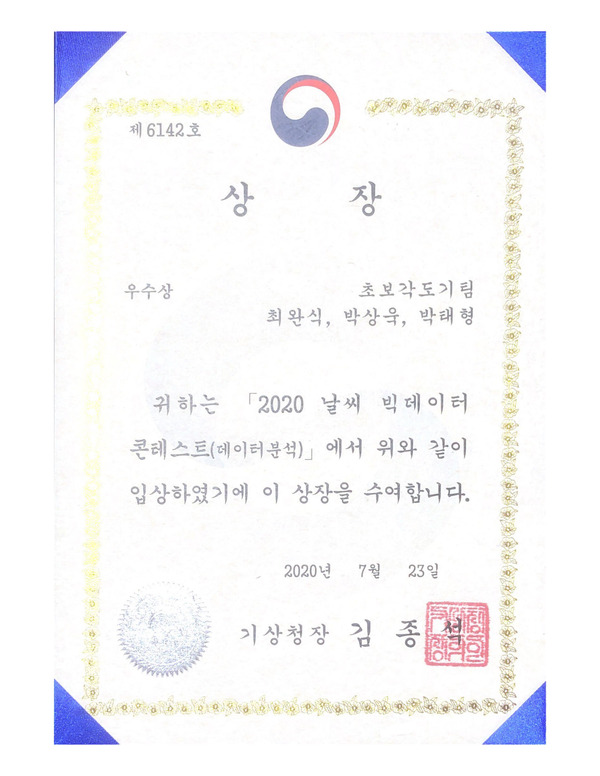 제 6142 호
상 장
우수상 초보각도기팀
최완식, 박상욱, 박태형
귀하는 「2020 날씨 빅데이터
콘테스트(데이터분석)」에서 위와 같이
입상하였기에 이 상장을 수여합니다.
2020년 7월 23일
기상청장 김 종 석